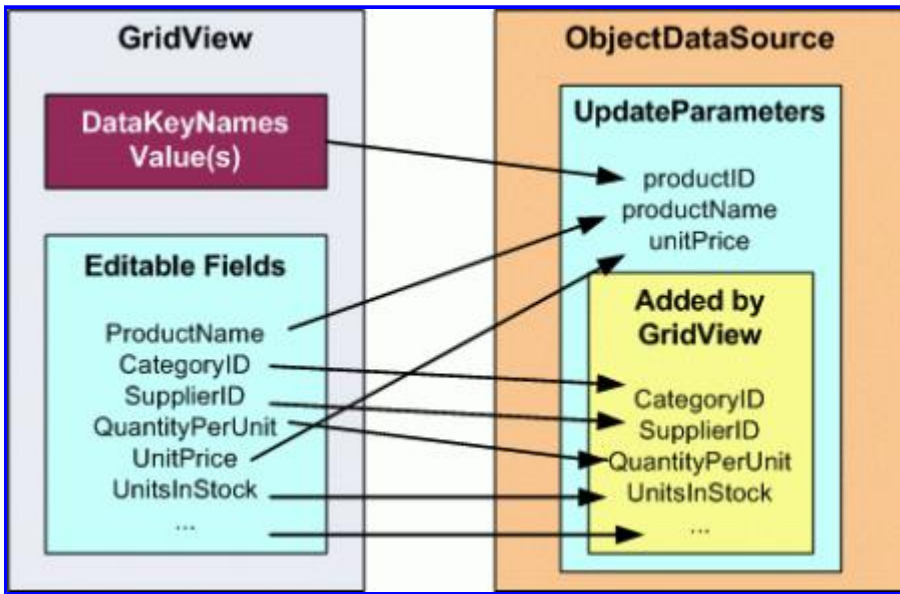 GridView
DataKeyNames
Value(s)
Editable Fields
ProductName
CategoryID
SupplierID
QuantityPerUnit
UnitPrice
UnitsInStock
...
ObjectDataSource
UpdateParameters
productID
productName
unitPrice
Added by
GridView
CategoryID
SupplierID
QuantityPerUnit
UnitsInStock
...